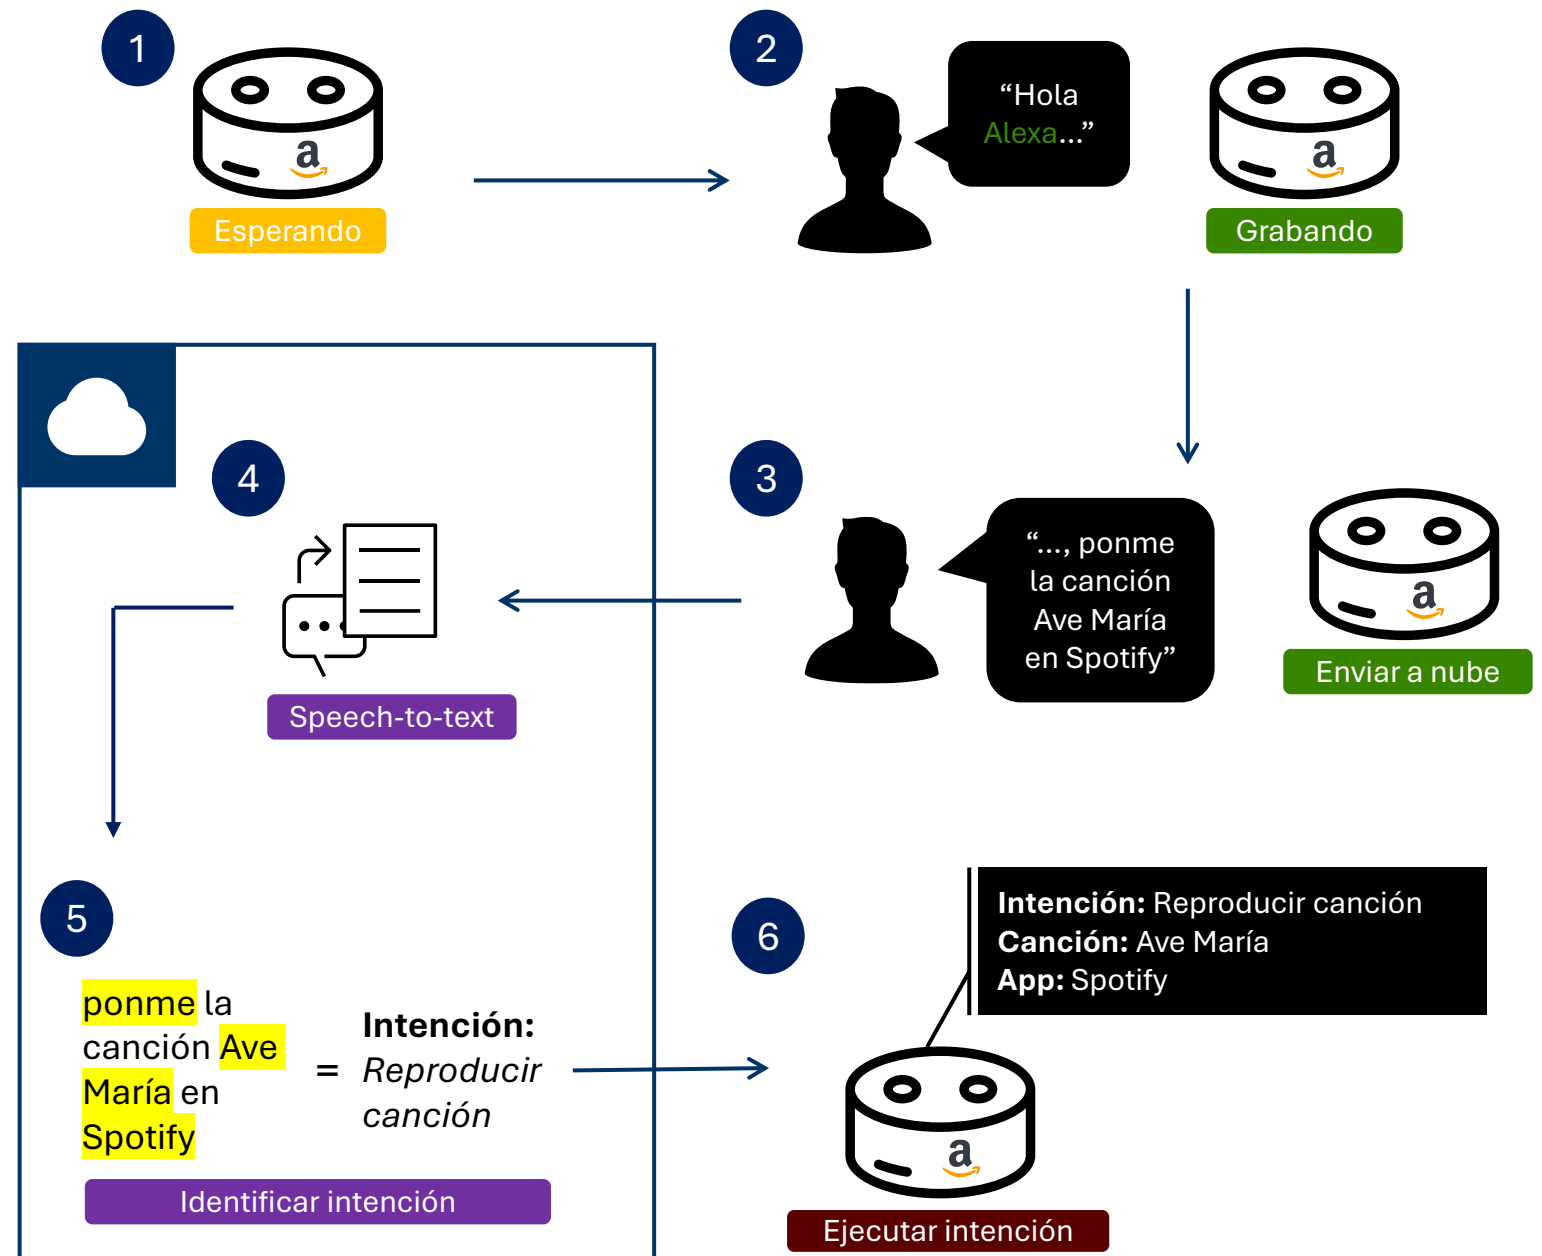 1
a
Esperando
2
“Hola
Alexa...”
a
Grabando
3
“..., ponme
la canción
Ave María
en Spotify”
a
Enviar a nube
4
Speech-to-text
5
ponme la
canción Ave
María en
Spotify
=
Intención:
Reproducir
canción
Identificar intención
6
Intención: Reproducir canción
Canción: Ave María
App: Spotify
a
Ejecutar intención